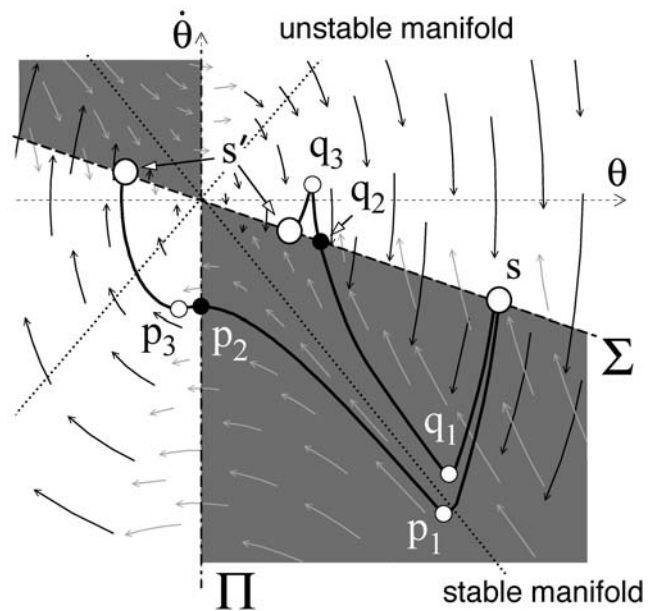 θ̇
unstable manifold
s′
q₃
θ
q₂
s
p₃
p₂
Σ
q₁
p₁
Π
stable manifold